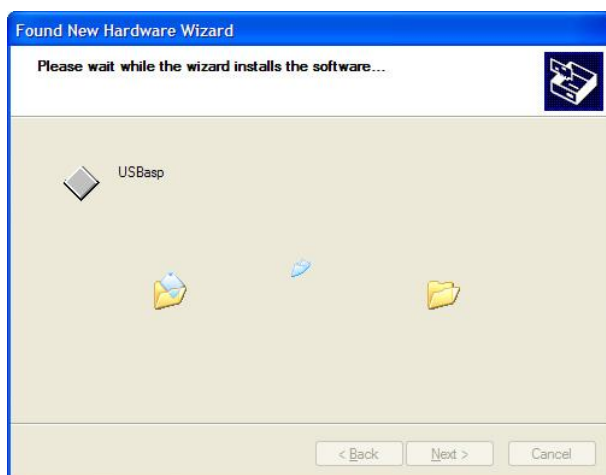 Found New Hardware Wizard
Please wait while the wizard installs the software...
USBasp
< Back
Next >
Cancel